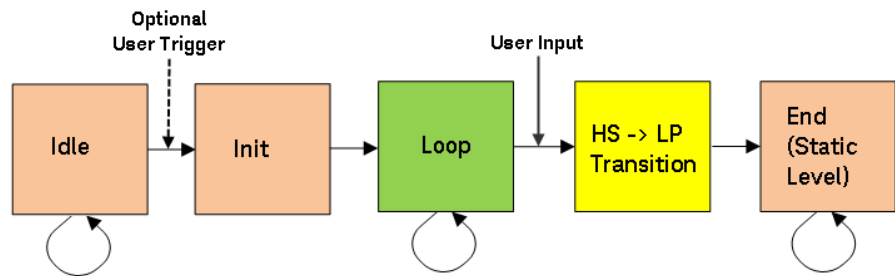 Optional
User Trigger
User Input
Idle
Init
Loop
HS -> LP
Transition
End
(Static
Level)